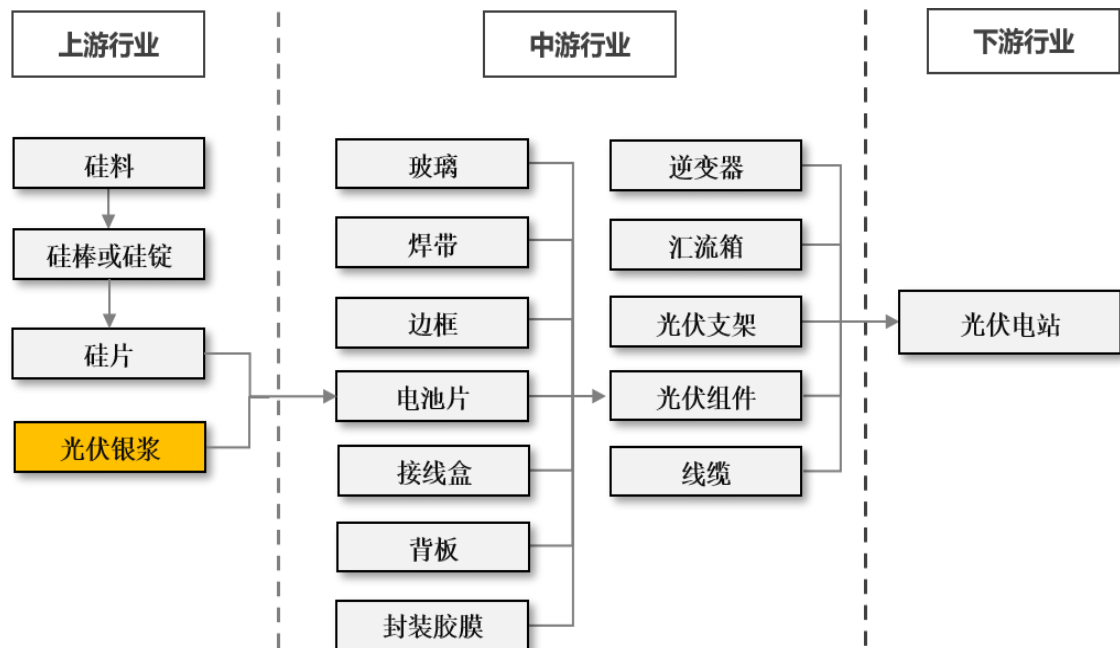 上游行业
中游行业
下游行业
硅料
硅棒或硅锭
硅片
光伏银浆
玻璃
焊带
边框
电池片
接线盒
背板
封装胶膜
逆变器
汇流箱
光伏支架
光伏组件
线缆
光伏电站